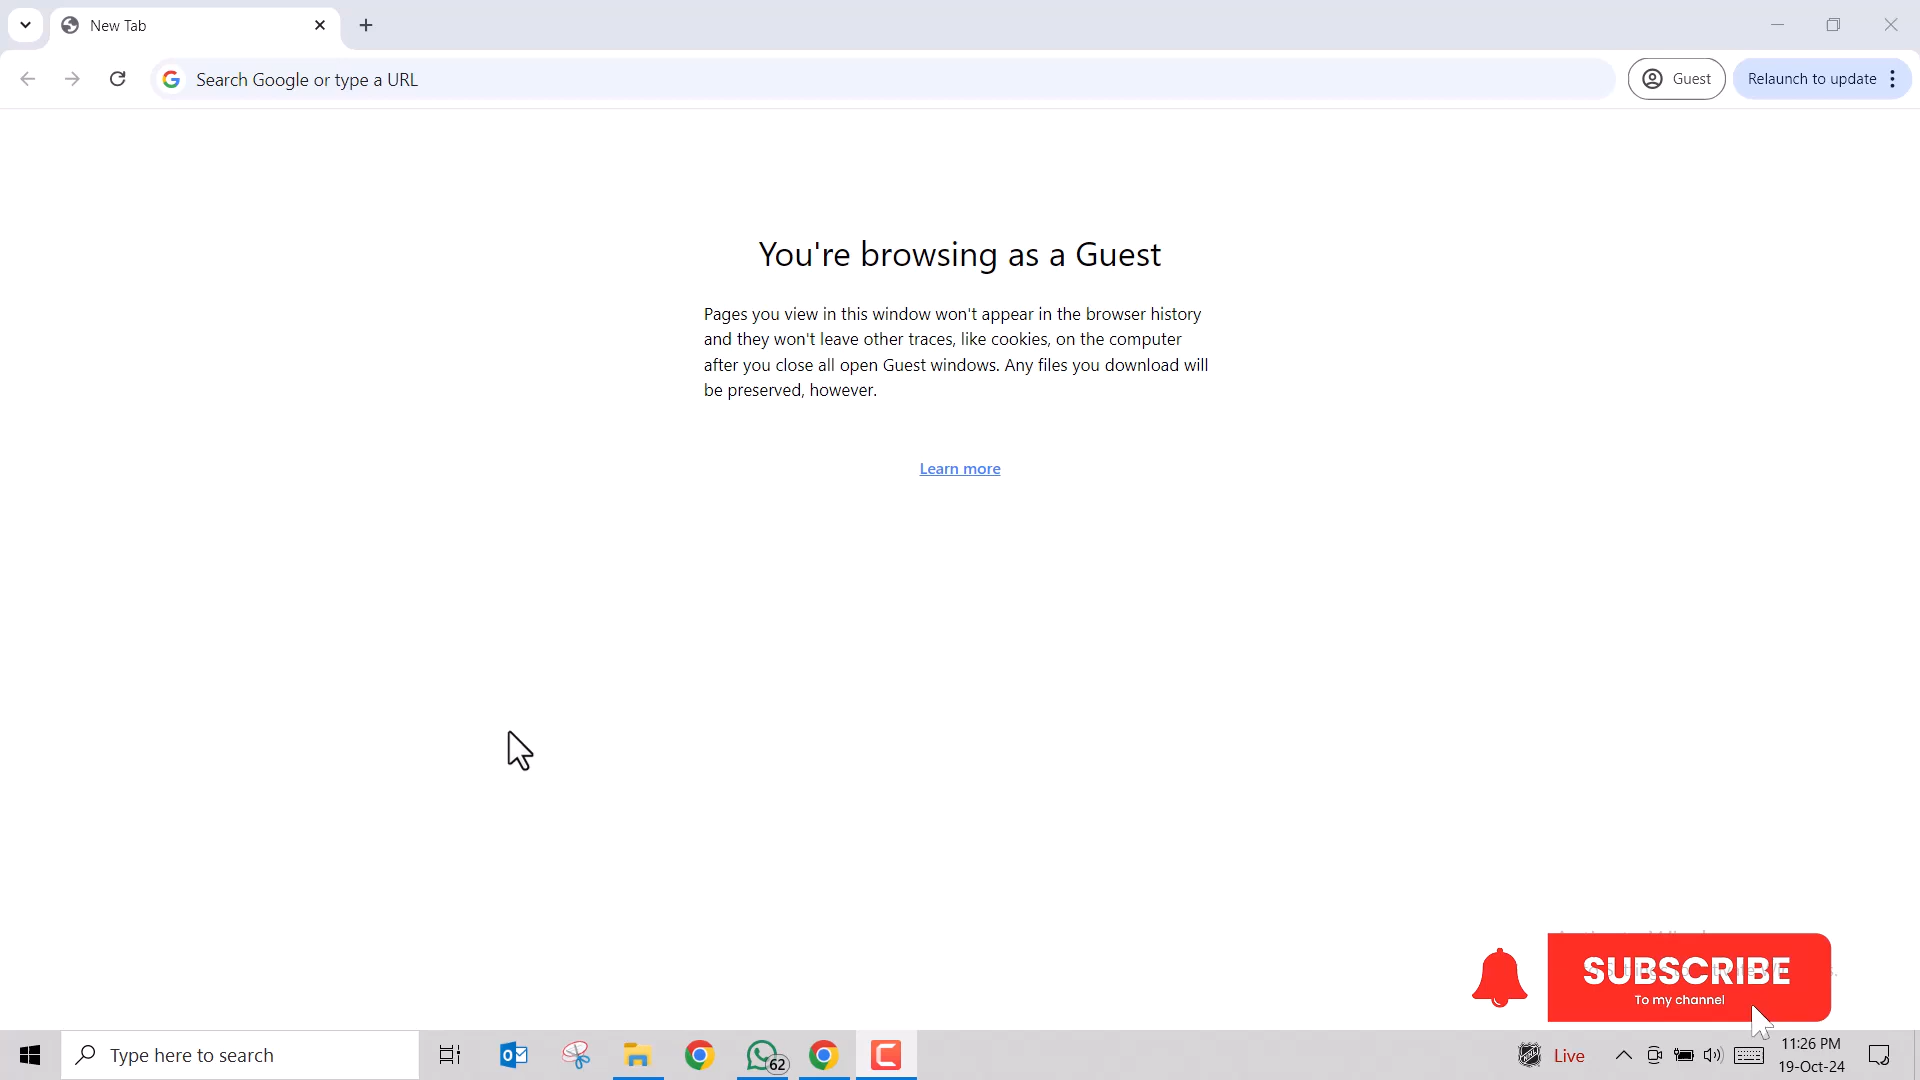 New Tab
Search Google or type a URL
Guest
Relaunch to update
You're browsing as a Guest
Pages you view in this window won't appear in the browser history
and they won't leave other traces, like cookies, on the computer
after you close all open Guest windows. Any files you download will
be preserved, however.
Learn more
SUBSCRIBE
To my channel
Type here to search
62
Live
11:26 PM
19-Oct-24